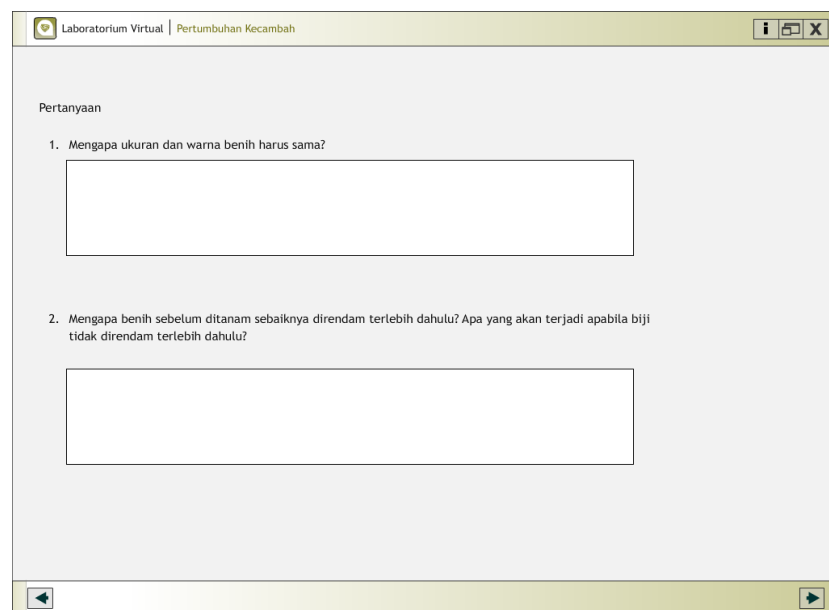 Laboratorium Virtual | Pertumbuhan Kecambah
i X
Pertanyaan
1. Mengapa ukuran dan warna benih harus sama?
2. Mengapa benih sebelum ditanam sebaiknya direndam terlebih dahulu? Apa yang akan terjadi apabila biji
tidak direndam terlebih dahulu?